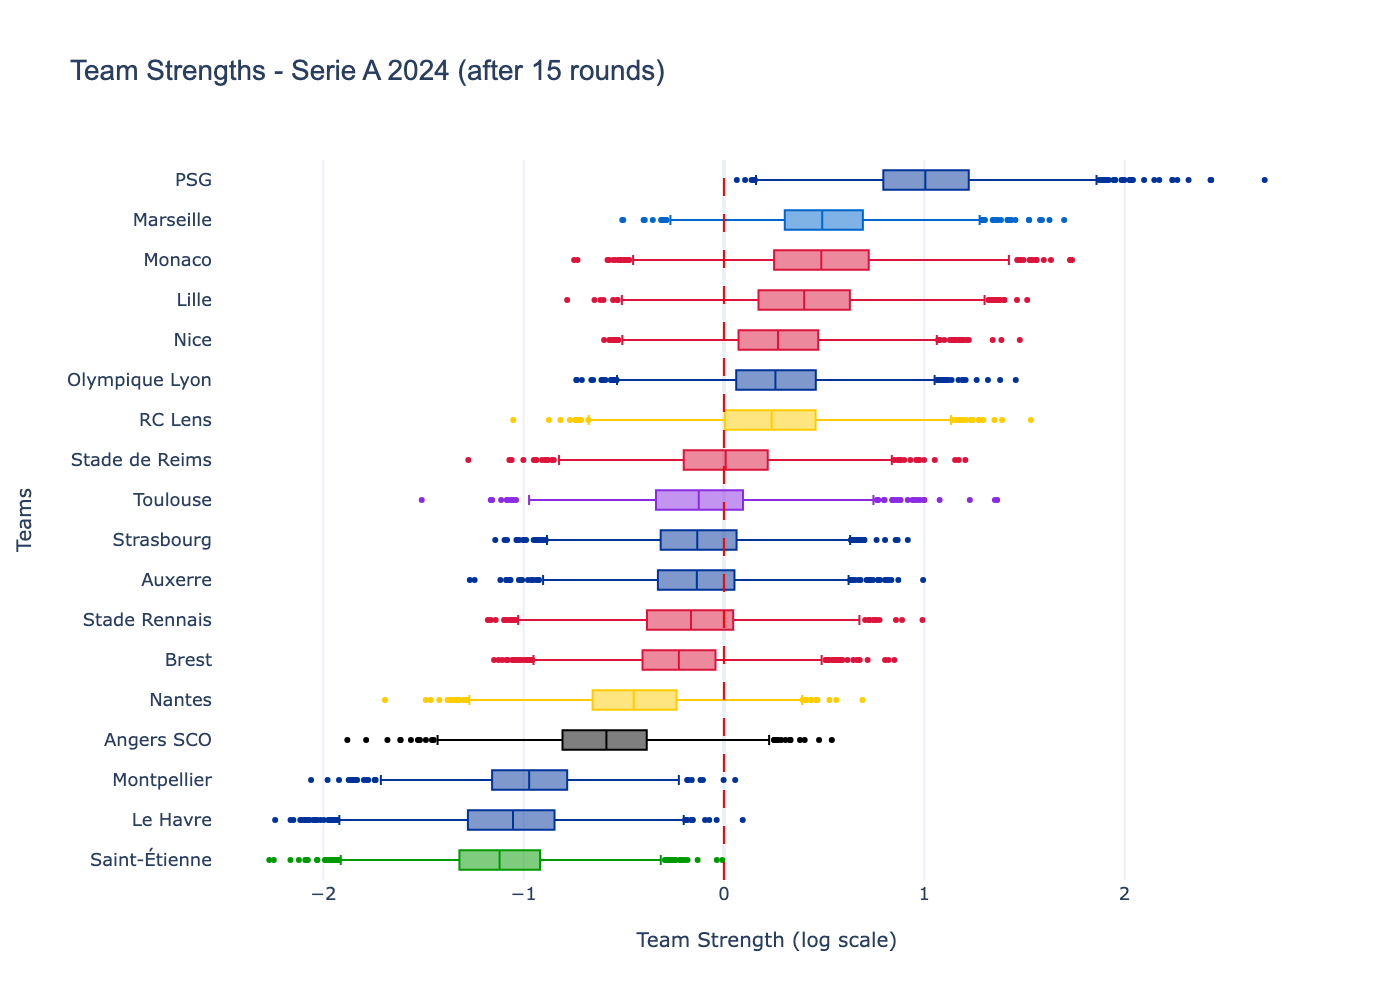 Team Strengths - Serie A 2024 (after 15 rounds)
Teams
PSG
Marseille
Monaco
Lille
Nice
Olympique Lyon
RC Lens
Stade de Reims
Toulouse
Strasbourg
Auxerre
Stade Rennais
Brest
Nantes
Angers SCO
Montpellier
Le Havre
Saint-Étienne
−2 −1 0 1 2
Team Strength (log scale)